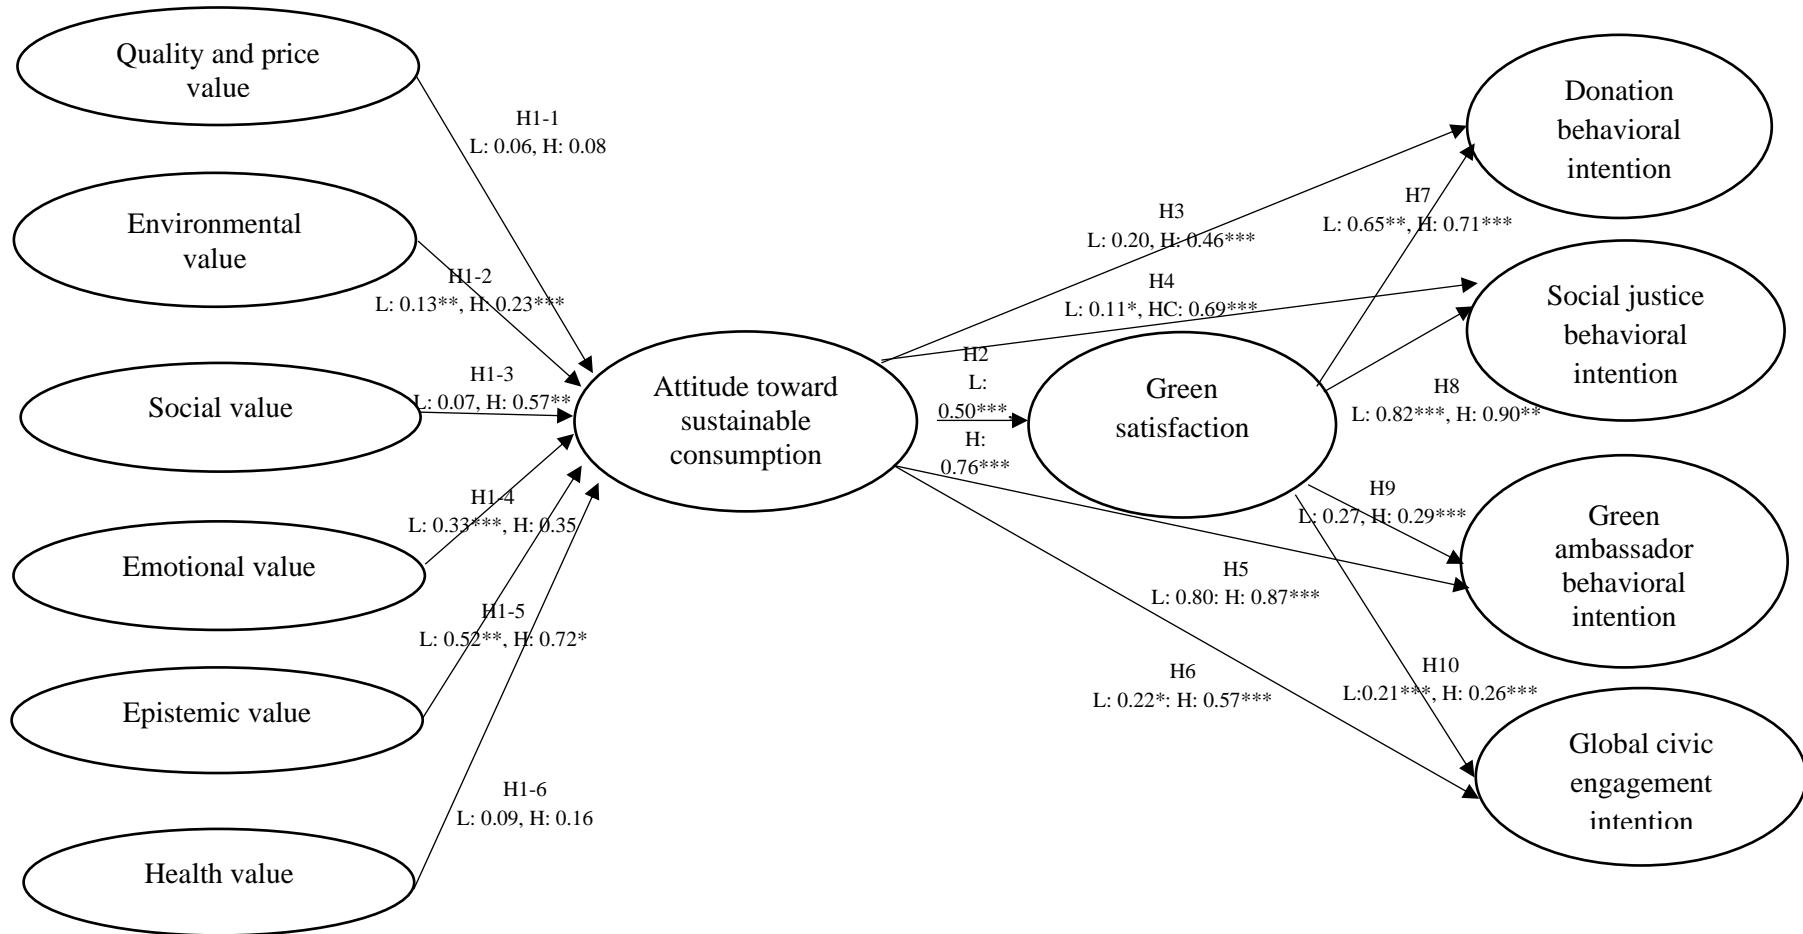 Quality and price
value
H1-1
L: 0.06, H: 0.08
Environmental
value
H1-2
L: 0.13**, H: 0.23***
Social value
H1-3
L: 0.07, H: 0.57**
Emotional value
H1-4
L: 0.33***, H: 0.35
Epistemic value
H1-5
L: 0.52**, H: 0.72*
Health value
H1-6
L: 0.09, H: 0.16
Attitude toward
sustainable
consumption
H2
L:
0.50***,
H:
0.76***
Green
satisfaction
H3
L: 0.20, H: 0.46***
H4
L: 0.11*, HC: 0.69***
H5
L: 0.80: H: 0.87***
H6
L: 0.22*: H: 0.57***
H7
L: 0.65**, H: 0.71***
H8
L: 0.82***, H: 0.90**
H9
L: 0.27, H: 0.29***
H10
L:0.21***, H: 0.26***
Donation
behavioral
intention
Social justice
behavioral
intention
Green
ambassador
behavioral
intention
Global civic
engagement
intention